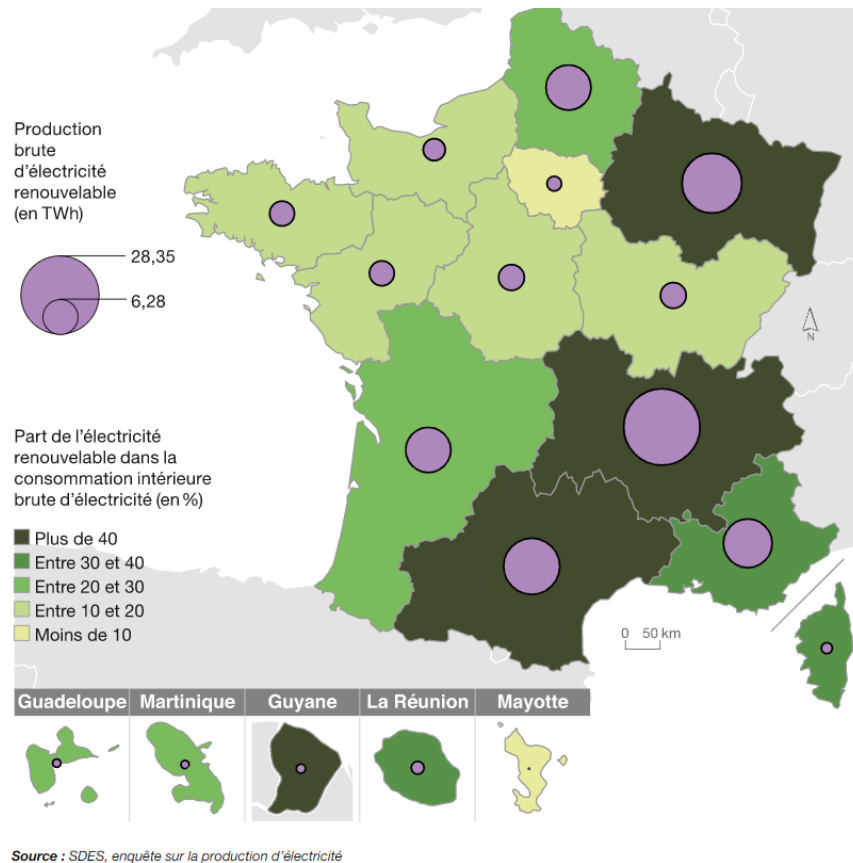 Production
brute
d'électricité
renouvelable
(en TWh)
28,35
6,28
N
Part de l'électricité
renouvelable dans la
consommation intérieure
brute d'électricité (en %)
Plus de 40
Entre 30 et 40
Entre 20 et 30
Entre 10 et 20
Moins de 10
0 50 km
Guadeloupe Martinique Guyane La Réunion Mayotte
Source : SDES, enquête sur la production d'électricité